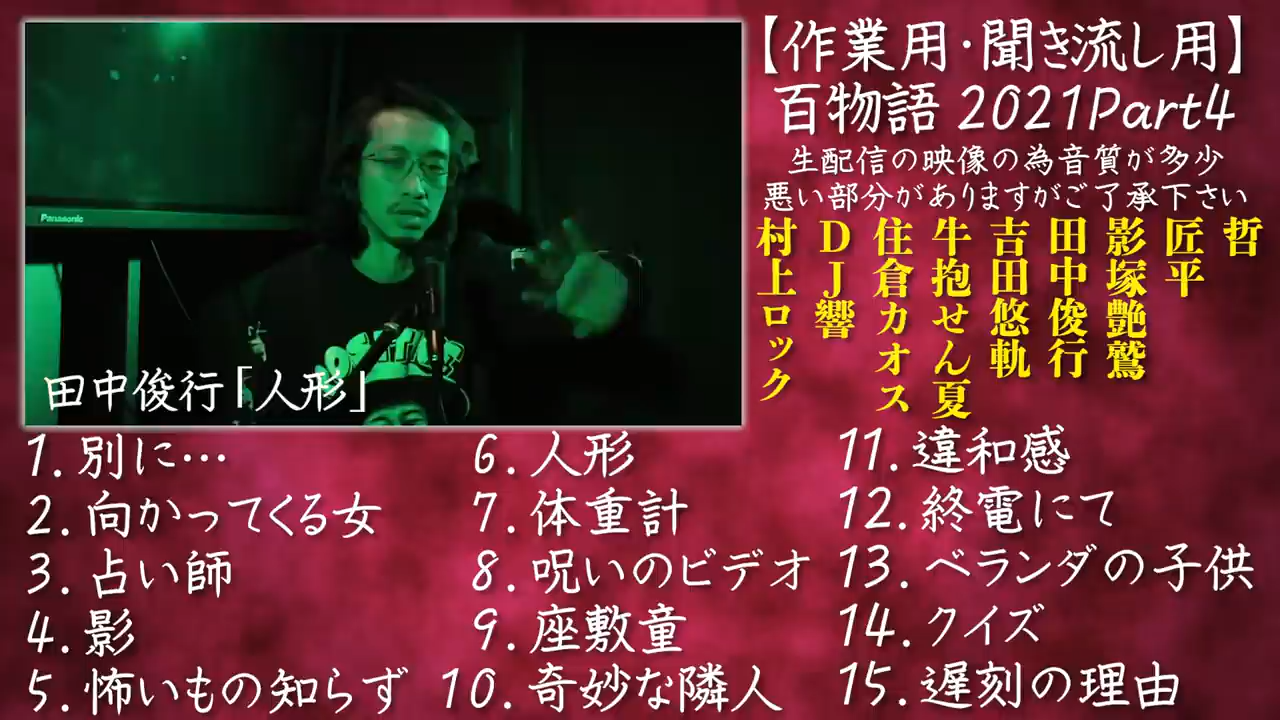 【作業用·聞き流し用】
百物語 2021Part4
生配信の映像の為音質が多少
悪い部分がありますがご了承下さい
哲
匠平
影塚艶鷲
田中俊行
吉田悠軌
牛抱せん夏
住倉カオス
DJ響
村上ロック
Panasonic
田中俊行「人形」
1. 別に…
2. 向かってくる女
3. 占い師
4. 影
5. 怖いもの知らず
6. 人形
7. 体重計
8. 呪いのビデオ
9. 座敷童
10. 奇妙な隣人
11. 違和感
12. 終電にて
13. ベランダの子供
14. クイズ
15. 遅刻の理由